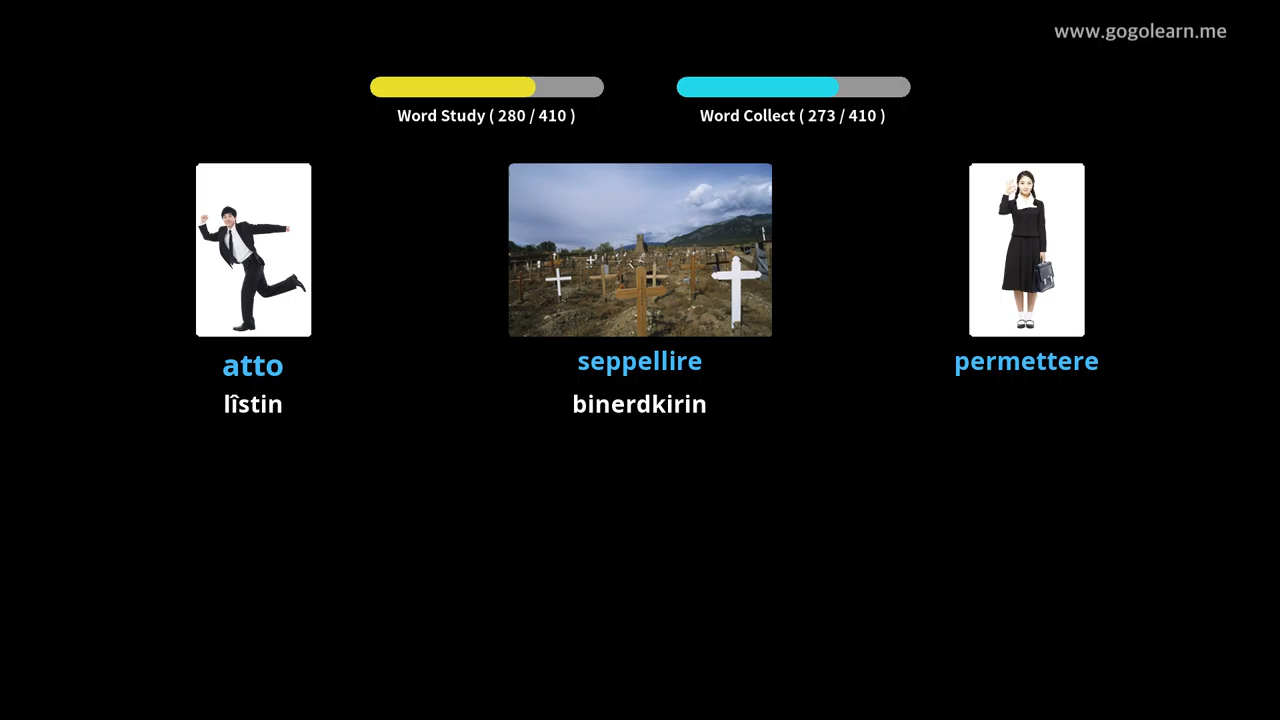 www.gogolearn.me
Word Study ( 280 / 410 )
Word Collect ( 273 / 410 )
atto
seppellire
permettere
lîstin
binerdkirin